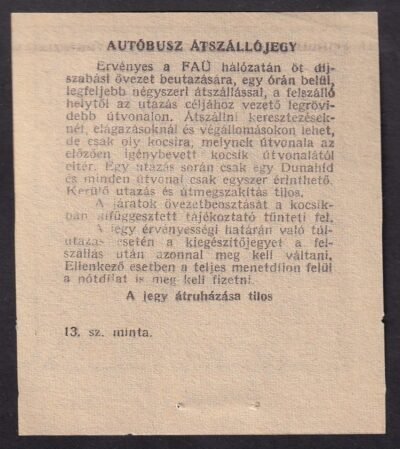 AUTÓBUSZ ÁTSZÁLLÓJEGY
Érvényes a FAÜ hálózatán öt díj-
szabási övezet beutazására, egy órán belül,
legfeljebb négyszeri átszállással, a felszálló
helytől az utazás céljához vezető legrövi-
debb útvonalon. Átszállni keresztezések-
nél, elágazásoknál és végállomásokon lehet,
de csak oly kocsira, melynek útvonala az
előzően igénybevett kocsik útvonalától
eltér. Egy utazás során csak egy Dunahíd
és minden útvonal csak egyszer érinthető.
Kerülő utazás és útmegszakítás tilos.
A járatok övezetbeosztását a kocsik-
ban kifüggesztett tájékoztató tünteti fel.
A jegy érvényességi határán való túl-
utazás esetén a kiegészítőjegyet a fel-
szállás után azonnal meg kell váltani.
Ellenkező esetben a teljes menetdíjon felül
a pótdíjat is meg kell fizetni.
A jegy átruházása tilos
13. sz. minta.